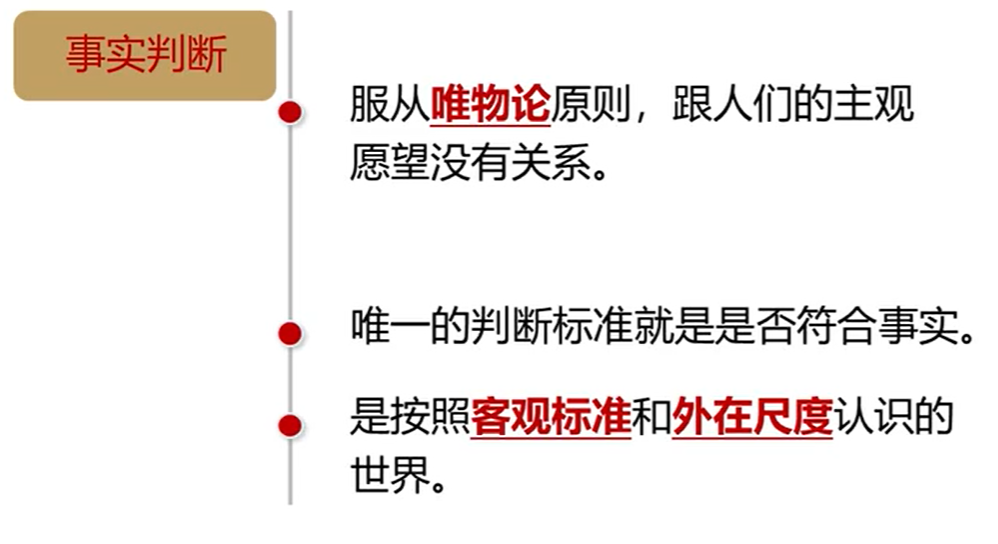 事实判断
服从唯物论原则，跟人们的主观
愿望没有关系。
唯一的判断标准就是是否符合事实。
是按照客观标准和外在尺度认识的
世界。